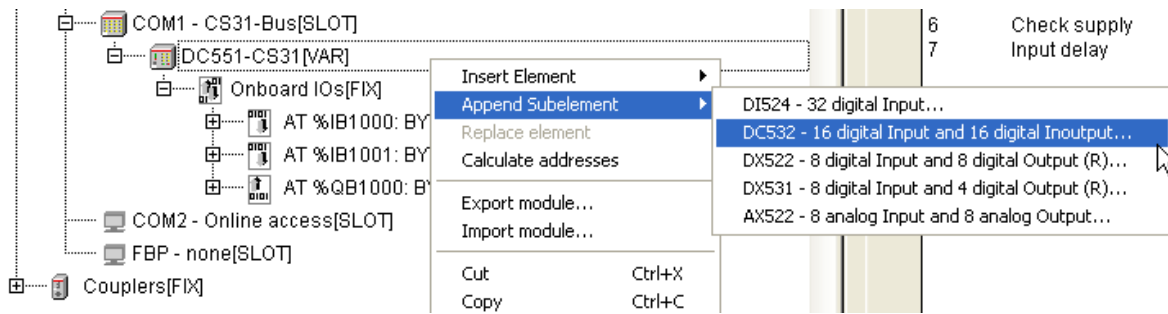 COM1 - CS31-Bus[SLOT]
DC551-CS31[VAR]
Onboard IOs[FIX]
AT %IB1000: BY
AT %IB1001: BY
AT %QB1000: B
COM2 - Online access[SLOT]
FBP - none[SLOT]
Couplers[FIX]
Insert Element
Append Subelement
Replace element
Calculate addresses
Export module...
Import module...
Cut Ctrl+X
Copy Ctrl+C
DI524 - 32 digital Input...
DC532 - 16 digital Input and 16 digital Inoutput...
DX522 - 8 digital Input and 8 digital Output (R)...
DX531 - 8 digital Input and 4 digital Output (R)...
AX522 - 8 analog Input and 8 analog Output...
6 Check supply
7 Input delay